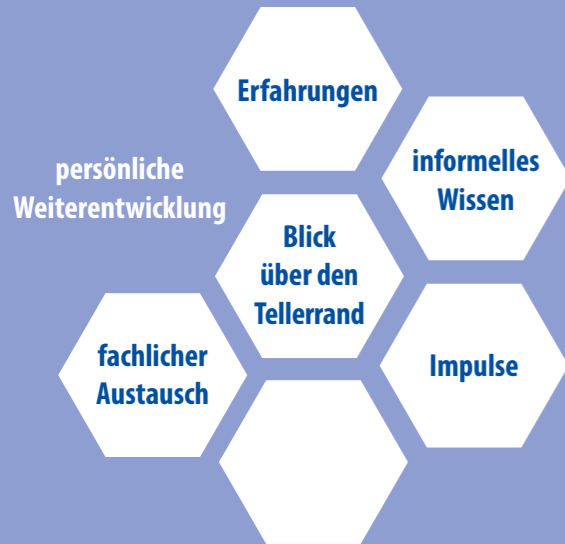 Erfahrungen
informelles
Wissen
persönliche
Weiterentwicklung
Blick
über den
Tellerrand
fachlicher
Austausch
Impulse